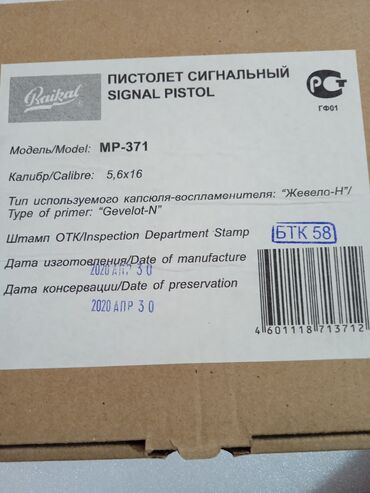 Baikal
ПИСТОЛЕТ СИГНАЛЬНЫЙ
SIGNAL PISTOL
РСТ
ГФ01
Модель/Model: МР-371
Калибр/Calibre: 5,6x16
Тип используемого капсюля-воспламенителя: "Жевело-Н"/
Type of primer: "Gevelot-N"
Штамп ОТК/Inspection Department Stamp БТК 58
Дата изготовления/Date of manufacture
2020 АПР 30
Дата консервации/Date of preservation
2020 АПР 30
4601118713712